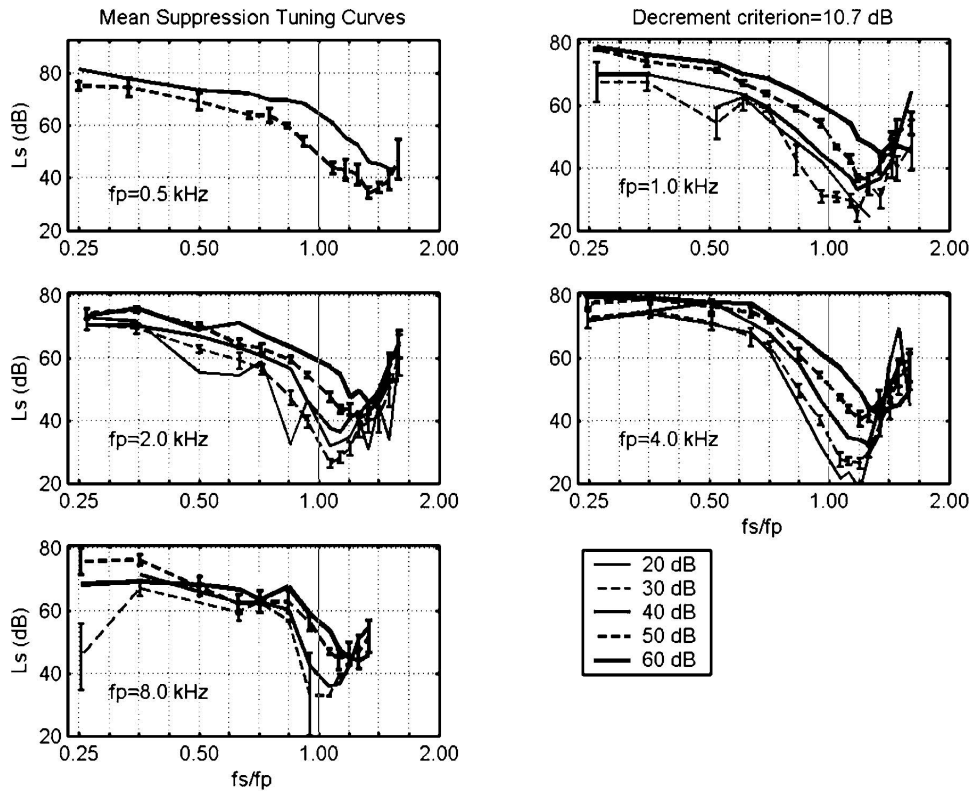 Mean Suppression Tuning Curves
Decrement criterion=10.7 dB
80
60
40
20
Ls (dB)
fp=0.5 kHz
0.25 0.50 1.00 2.00
80
60
40
20
Ls (dB)
fp=1.0 kHz
0.25 0.50 1.00 2.00
80
60
40
20
Ls (dB)
fp=2.0 kHz
0.25 0.50 1.00 2.00
80
60
40
20
Ls (dB)
fp=4.0 kHz
0.25 0.50 1.00 2.00
fs/fp
80
60
40
20
Ls (dB)
fp=8.0 kHz
0.25 0.50 1.00 2.00
fs/fp
20 dB
30 dB
40 dB
50 dB
60 dB